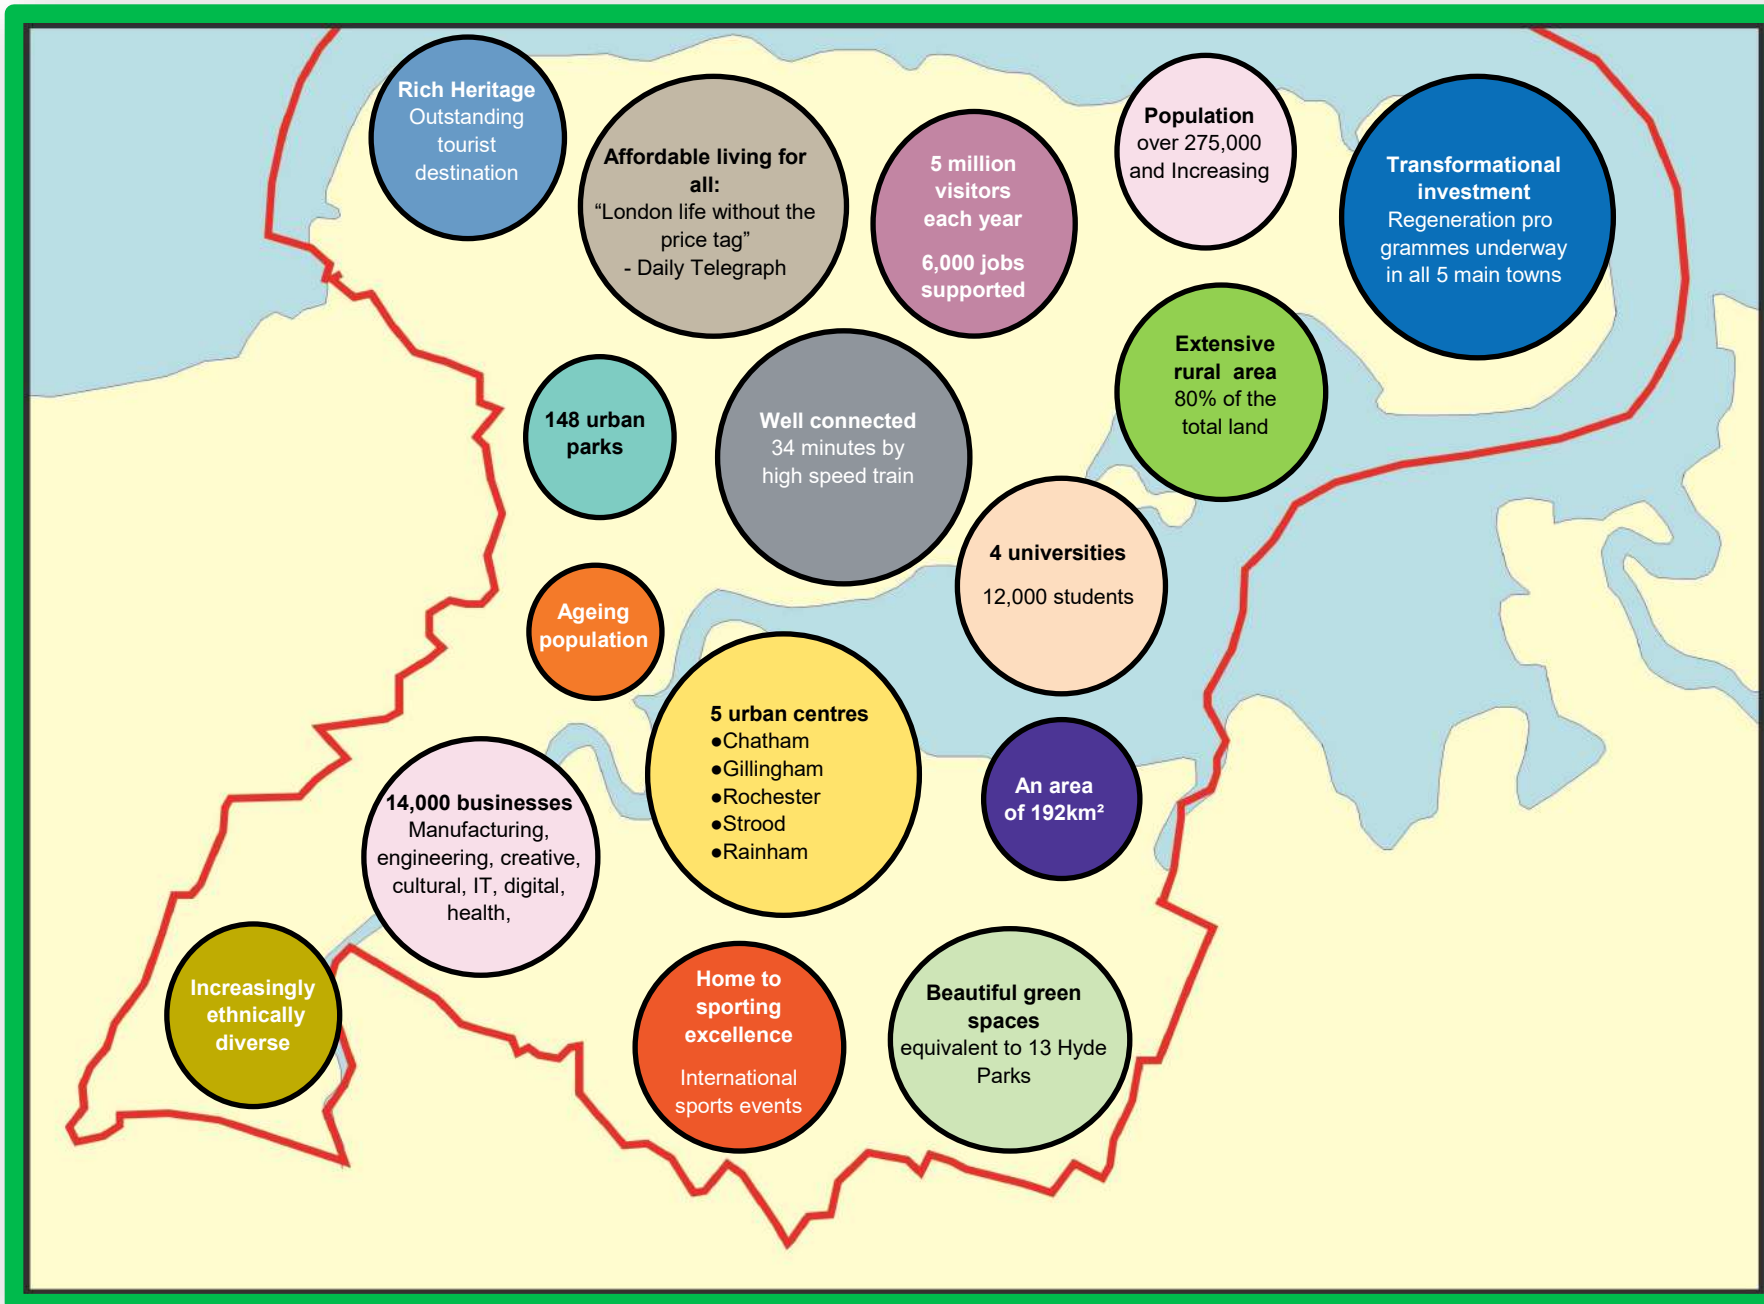 Rich Heritage
Outstanding
tourist
destination
Affordable living for
all:
“London life without the
price tag”
- Daily Telegraph
5 million
visitors
each year
6,000 jobs
supported
Population
over 275,000
and Increasing
Transformational
investment
Regeneration pro
grammes underway
in all 5 main towns
148 urban
parks
Well connected
34 minutes by
high speed train
Extensive
rural  area
80% of the
total land
4 universities
12,000 students
Ageing
population
5 urban centres
●Chatham
●Gillingham
●Rochester
●Strood
●Rainham
An area
of 192km²
14,000 businesses
Manufacturing,
engineering, creative,
cultural, IT, digital,
health,
Increasingly
ethnically
diverse
Home to
sporting
excellence
International
sports events
Beautiful green
spaces
equivalent to 13 Hyde
Parks